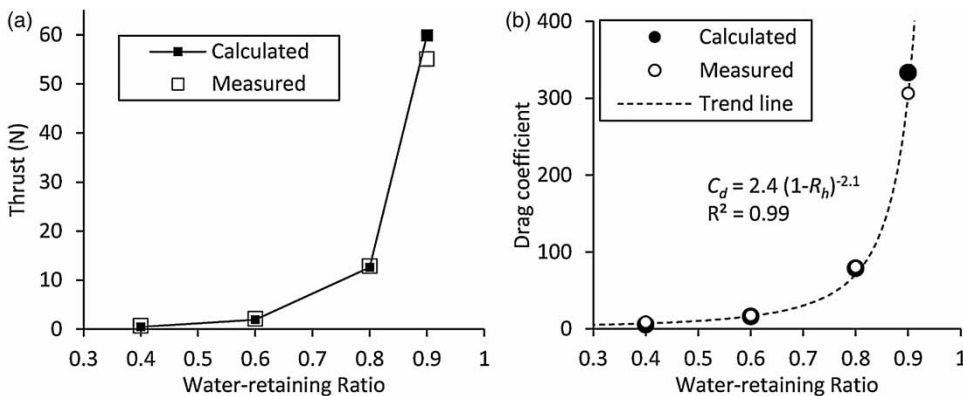 (a)
60
50
40
30
20
10
0
Thrust (N)
Calculated
Measured
0.3 0.4 0.5 0.6 0.7 0.8 0.9 1
Water-retaining Ratio
(b)
400
300
200
100
0
Drag coefficient
Calculated
Measured
Trend line
C_d = 2.4 (1-R_h)^-2.1
R² = 0.99
0.3 0.4 0.5 0.6 0.7 0.8 0.9 1
Water-retaining Ratio